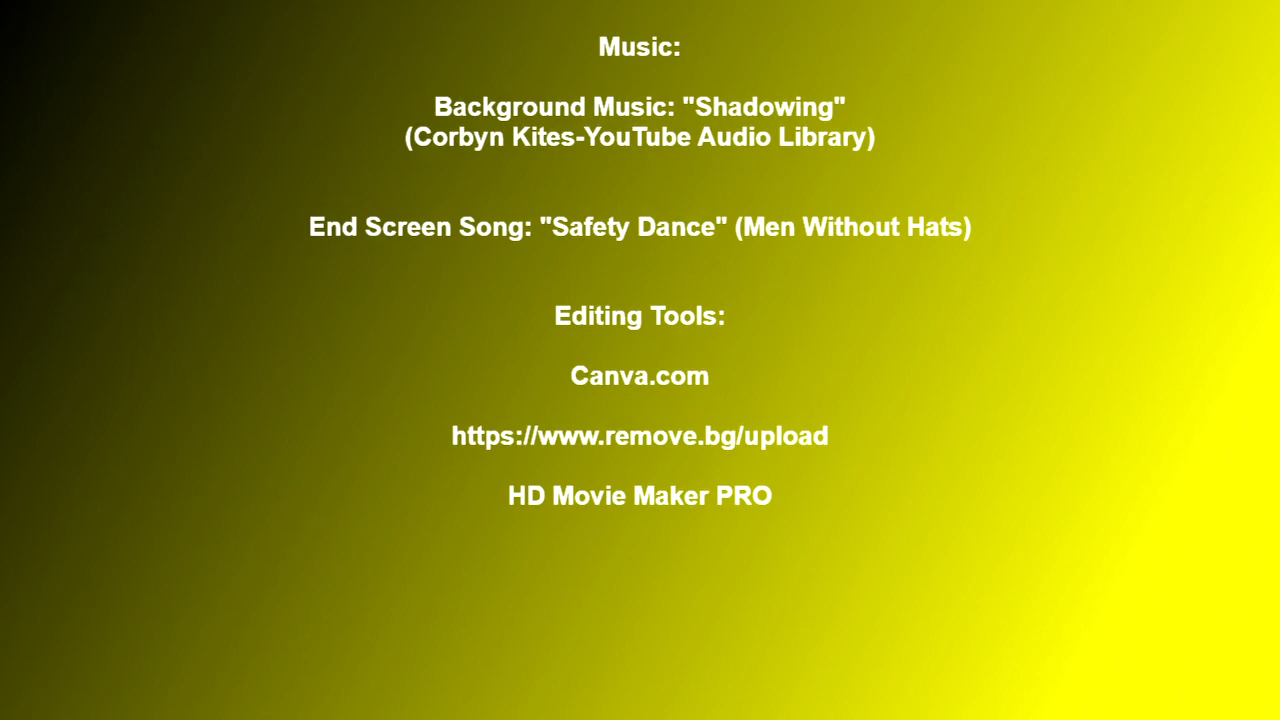 Music:
Background Music: "Shadowing"
(Corbyn Kites-YouTube Audio Library)
End Screen Song: "Safety Dance" (Men Without Hats)
Editing Tools:
Canva.com
https://www.remove.bg/upload
HD Movie Maker PRO